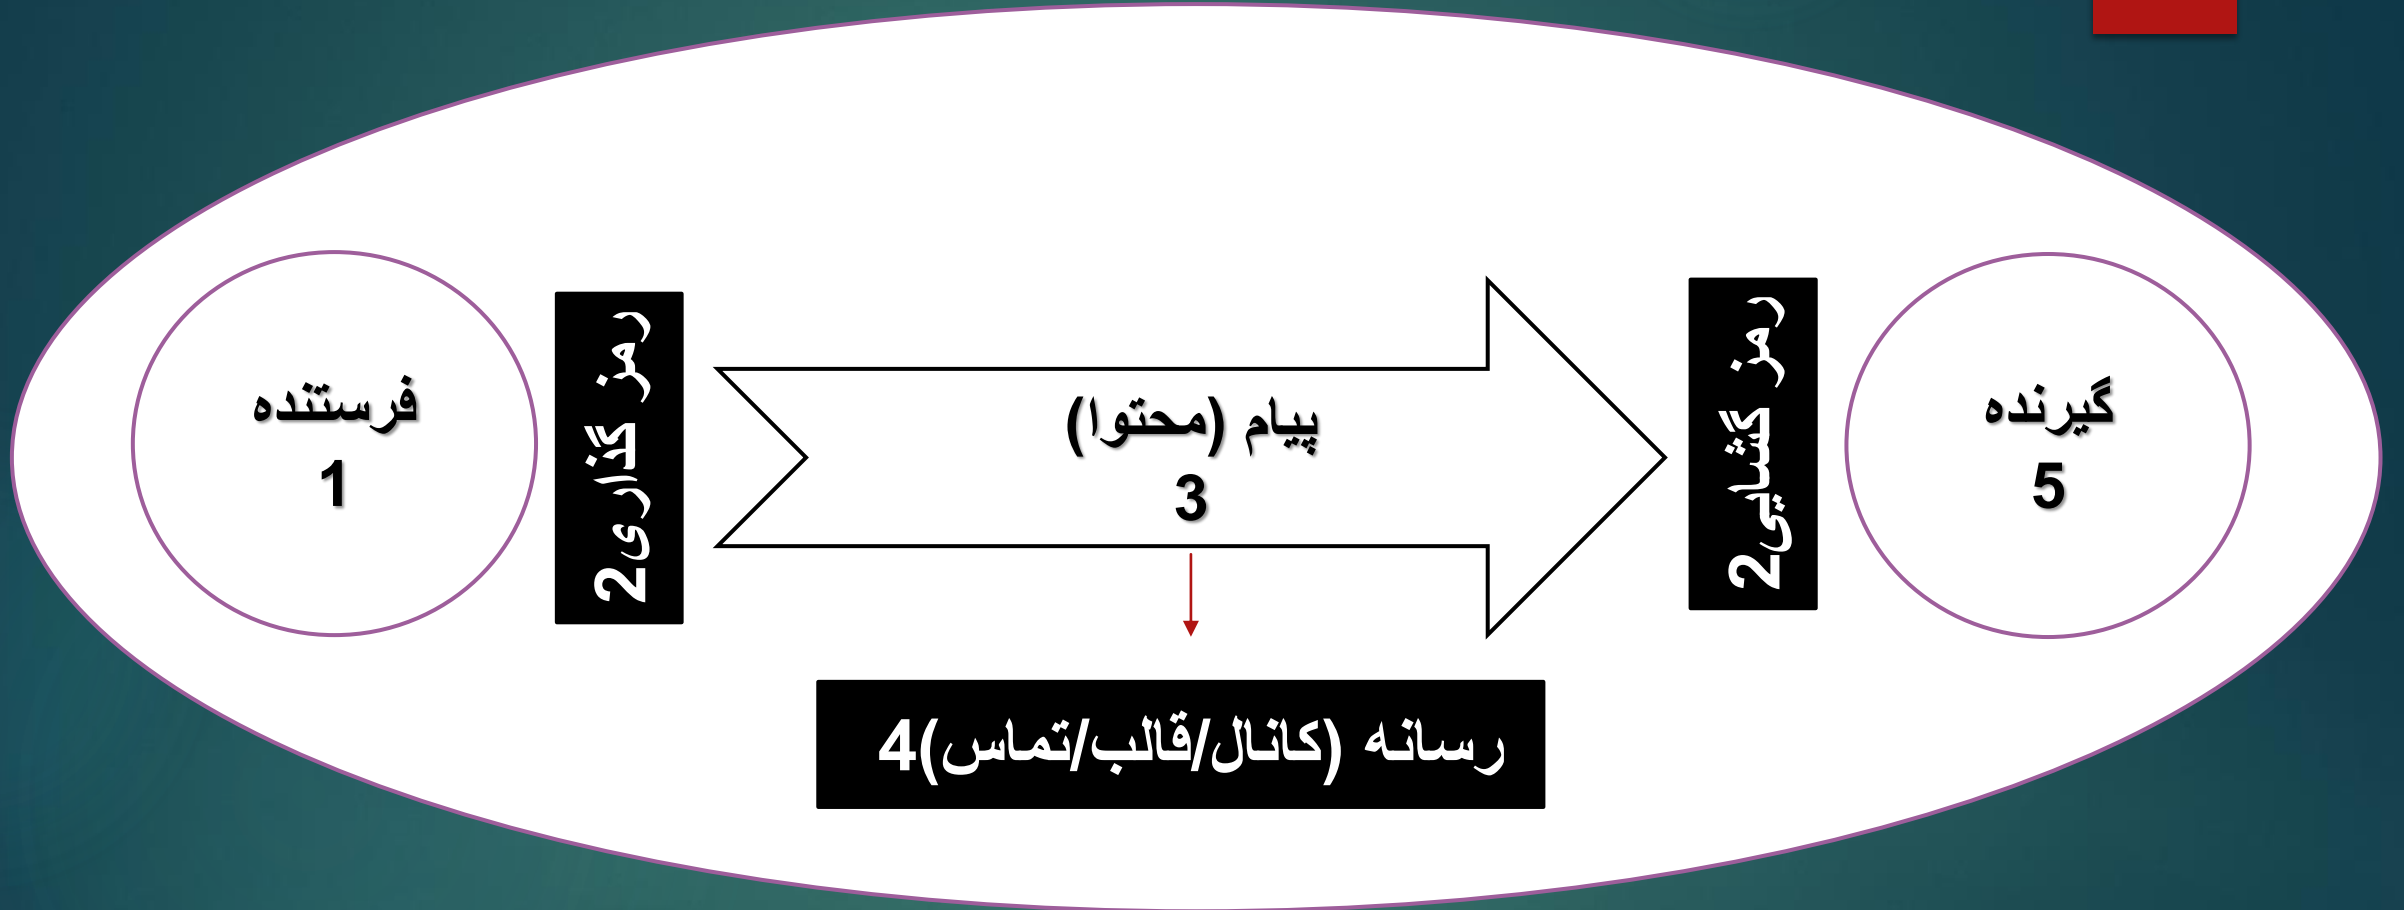 فرستنده
1
رمز گذاری2
پیام (محتوا)
3
رمز گشایی2
گیرنده
5
رسانه (کانال/قالب/تماس)4